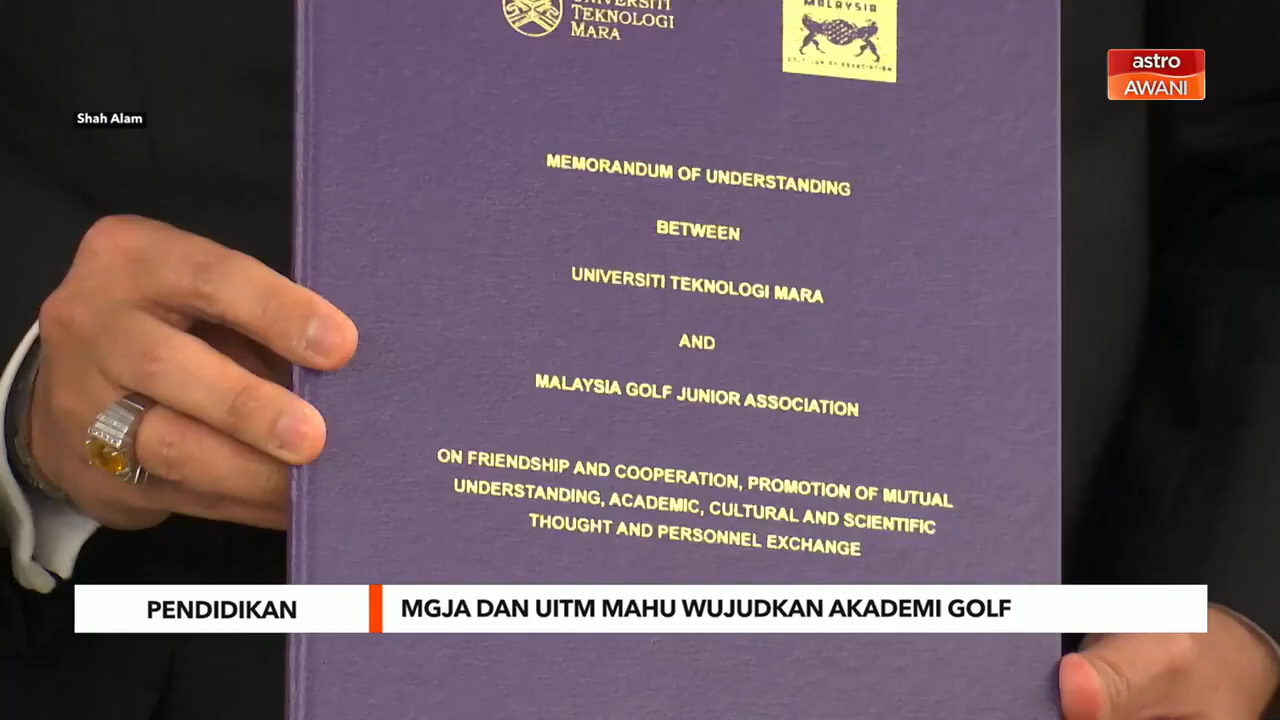 UNIVERSITI
TEKNOLOGI
MARA
MALAYSIA
astro
AWANI
Shah Alam
MEMORANDUM OF UNDERSTANDING
BETWEEN
UNIVERSITI TEKNOLOGI MARA
AND
MALAYSIA GOLF JUNIOR ASSOCIATION
ON FRIENDSHIP AND COOPERATION, PROMOTION OF MUTUAL
UNDERSTANDING, ACADEMIC, CULTURAL AND SCIENTIFIC
THOUGHT AND PERSONNEL EXCHANGE
PENDIDIKAN
MGJA DAN UITM MAHU WUJUDKAN AKADEMI GOLF